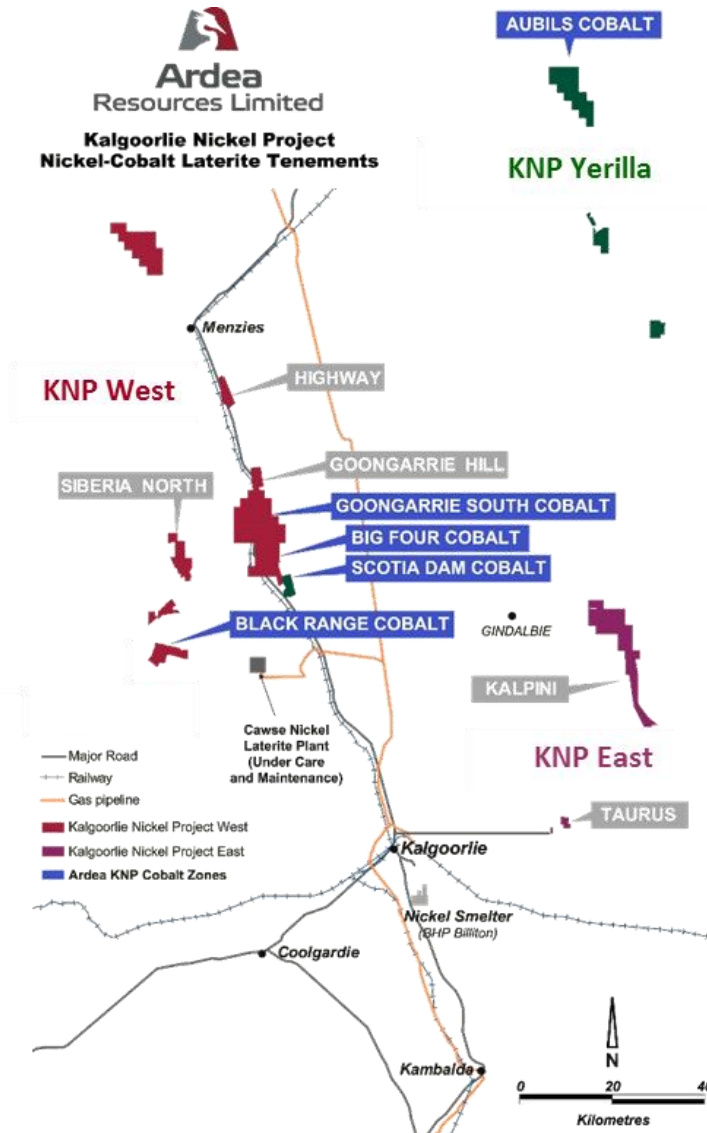 Ardea
Resources Limited
Kalgoorlie Nickel Project
Nickel-Cobalt Laterite Tenements
AUBILS COBALT
KNP Yerilla
Menzies
KNP West
HIGHWAY
GOONGARRIE HILL
SIBERIA NORTH
GOONGARRIE SOUTH COBALT
BIG FOUR COBALT
SCOTIA DAM COBALT
BLACK RANGE COBALT
GINDALBIE
KALPINI
Cawse Nickel
Laterite Plant
(Under Care
and Maintenance)
KNP East
Major Road
Railway
Gas pipeline
Kalgoorlie Nickel Project West
Kalgoorlie Nickel Project East
Ardea KNP Cobalt Zones
TAURUS
Kalgoorlie
Nickel Smelter
(BHP Billiton)
Coolgardie
Kambalda
N
0 20 40
Kilometres